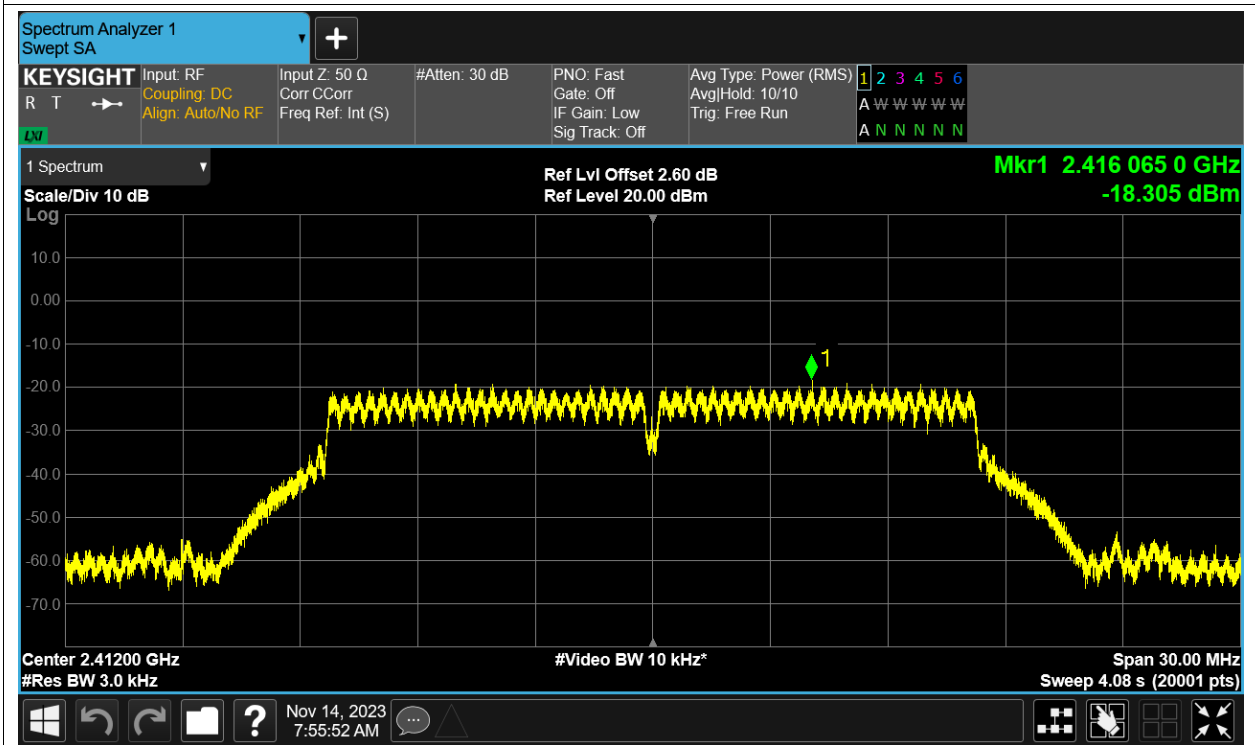 Spectrum Analyzer 1
Swept SA
KEYSIGHT
R T
LXI
Input: RF
Coupling: DC
Align: Auto/No RF
Input Z: 50 Ω
Corr CCorr
Freq Ref: Int (S)
#Atten: 30 dB
PNO: Fast
Gate: Off
IF Gain: Low
Sig Track: Off
Avg Type: Power (RMS)
Avg|Hold: 10/10
Trig: Free Run
1 2 3 4 5 6
A W W W W W
A N N N N N
1 Spectrum
Scale/Div 10 dB
Log
Ref Lvl Offset 2.60 dB
Ref Level 20.00 dBm
Mkr1 2.416 065 0 GHz
-18.305 dBm
10.0
0.00
-10.0
1
-20.0
-30.0
-40.0
-50.0
-60.0
-70.0
Center 2.41200 GHz
#Video BW 10 kHz*
Span 30.00 MHz
#Res BW 3.0 kHz
Sweep 4.08 s (20001 pts)
?
Nov 14, 2023
7:55:52 AM